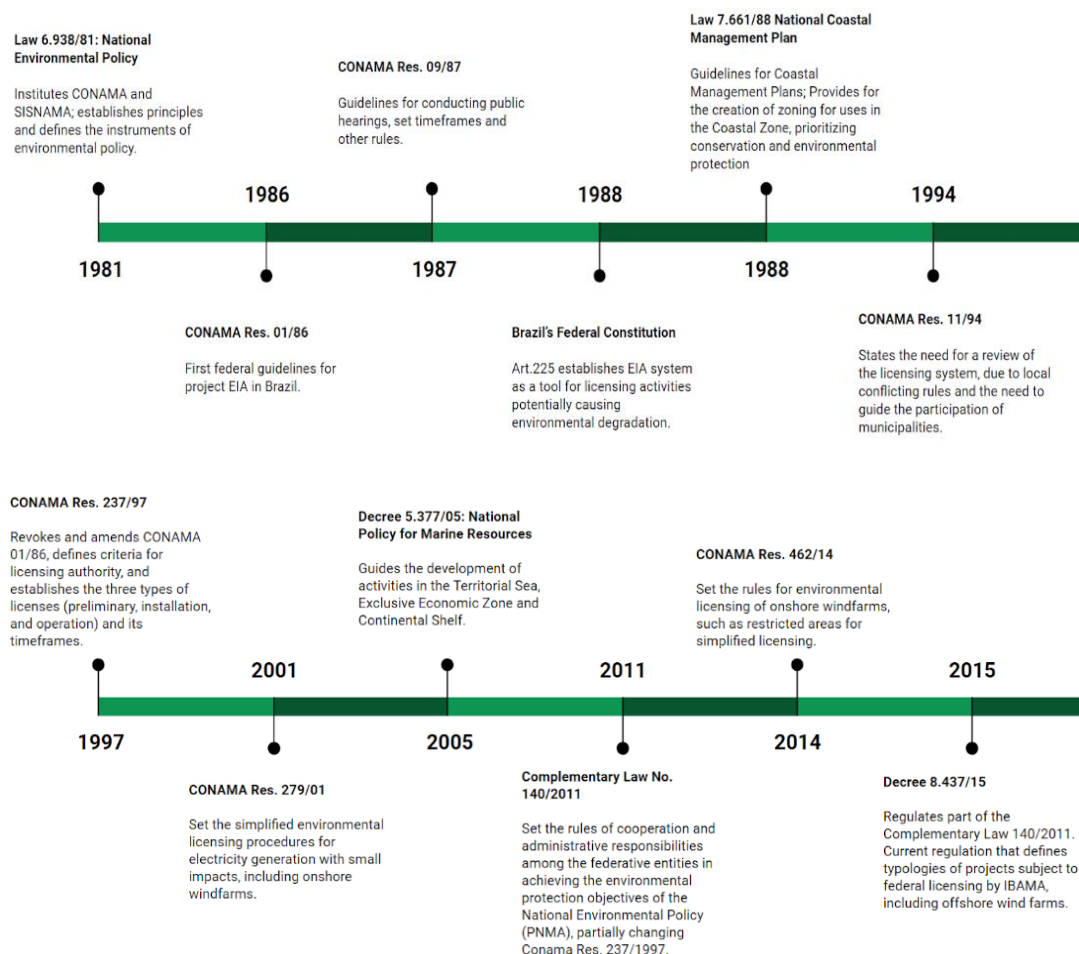 Law 6.938/81: National
Environmental Policy
Institutes CONAMA and
SISNAMA; establishes principles
and defines the instruments of
environmental policy.
CONAMA Res. 09/87
Guidelines for conducting public
hearings, set timeframes and
other rules.
Law 7.661/88 National Coastal
Management Plan
Guidelines for Coastal
Management Plans; Provides for
the creation of zoning for uses in
the Coastal Zone, prioritizing
conservation and environmental
protection
1986
1988
1994
1981
1987
1988
CONAMA Res. 01/86
First federal guidelines for
project EIA in Brazil.
Brazil's Federal Constitution
Art.225 establishes EIA system
as a tool for licensing activities
potentially causing
environmental degradation.
CONAMA Res. 11/94
States the need for a review of
the licensing system, due to local
conflicting rules and the need to
guide the participation of
municipalities.
CONAMA Res. 237/97
Revokes and amends CONAMA
01/86, defines criteria for
licensing authority, and
establishes the three types of
licenses (preliminary, installation,
and operation) and its
timeframes.
Decree 5.377/05: National
Policy for Marine Resources
Guides the development of
activities in the Territorial Sea,
Exclusive Economic Zone and
Continental Shelf.
CONAMA Res. 462/14
Set the rules for environmental
licensing of onshore windfarms,
such as restricted areas for
simplified licensing.
2001
2011
2015
1997
2005
2014
CONAMA Res. 279/01
Set the simplified environmental
licensing procedures for
electricity generation with small
impacts, including onshore
windfarms.
Complementary Law No.
140/2011
Set the rules of cooperation and
administrative responsibilities
among the federative entities in
achieving the environmental
protection objectives of the
National Environmental Policy
(PNMA), partially changing
Conama Res. 237/1997.
Decree 8.437/15
Regulates part of the
Complementary Law 140/2011.
Current regulation that defines
typologies of projects subject to
federal licensing by IBAMA,
including offshore wind farms.